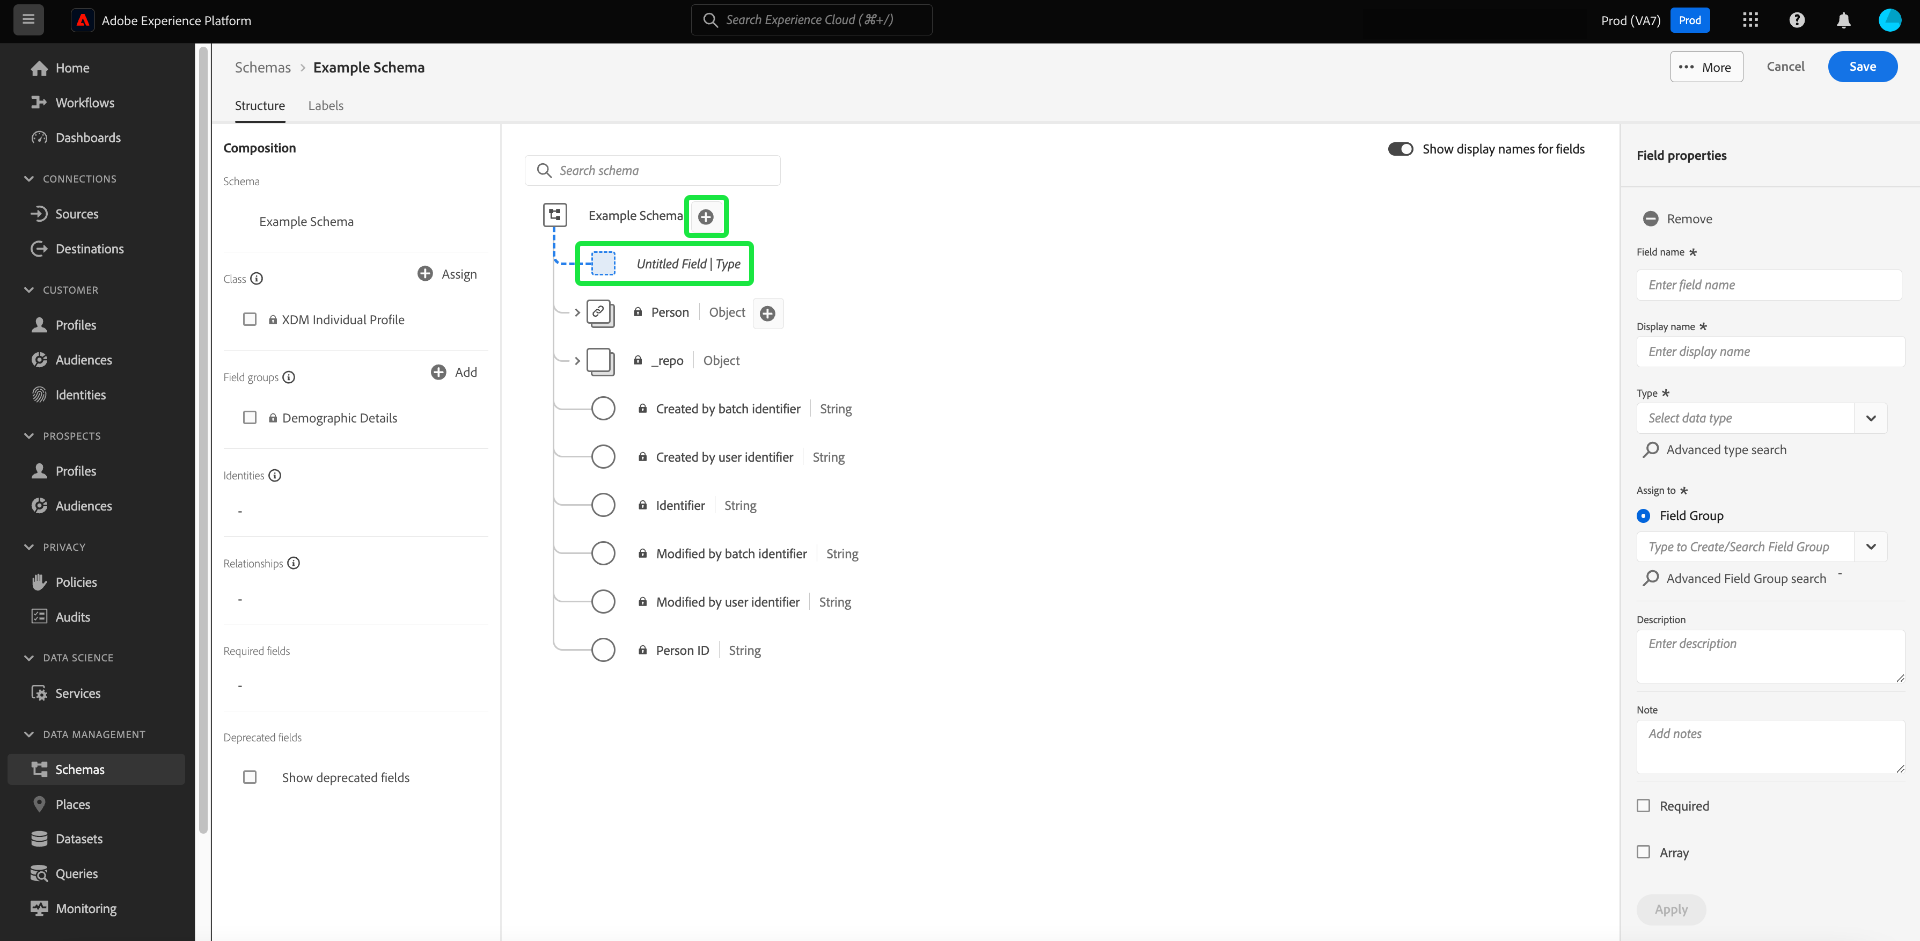 Adobe Experience Platform
Search Experience Cloud (⌘+/)
Prod (VA7)
Prod
Home
Workflows
Dashboards
CONNECTIONS
Sources
Destinations
CUSTOMER
Profiles
Audiences
Identities
PROSPECTS
Profiles
Audiences
PRIVACY
Policies
Audits
DATA SCIENCE
Services
DATA MANAGEMENT
Schemas
Places
Datasets
Queries
Monitoring
Schemas > Example Schema
••• More
Cancel
Save
Structure
Labels
Composition
Schema
Example Schema
Class
Assign
XDM Individual Profile
Field groups
Add
Demographic Details
Identities
-
Relationships
-
Required fields
-
Deprecated fields
Show deprecated fields
Show display names for fields
Search schema
Example Schema
Untitled Field | Type
Person | Object
_repo | Object
Created by batch identifier | String
Created by user identifier | String
Identifier | String
Modified by batch identifier | String
Modified by user identifier | String
Person ID | String
Field properties
Remove
Field name *
Enter field name
Display name *
Enter display name
Type *
Select data type
Advanced type search
Assign to *
Field Group
Type to Create/Search Field Group
Advanced Field Group search -
Description
Enter description
Note
Add notes
Required
Array
Apply